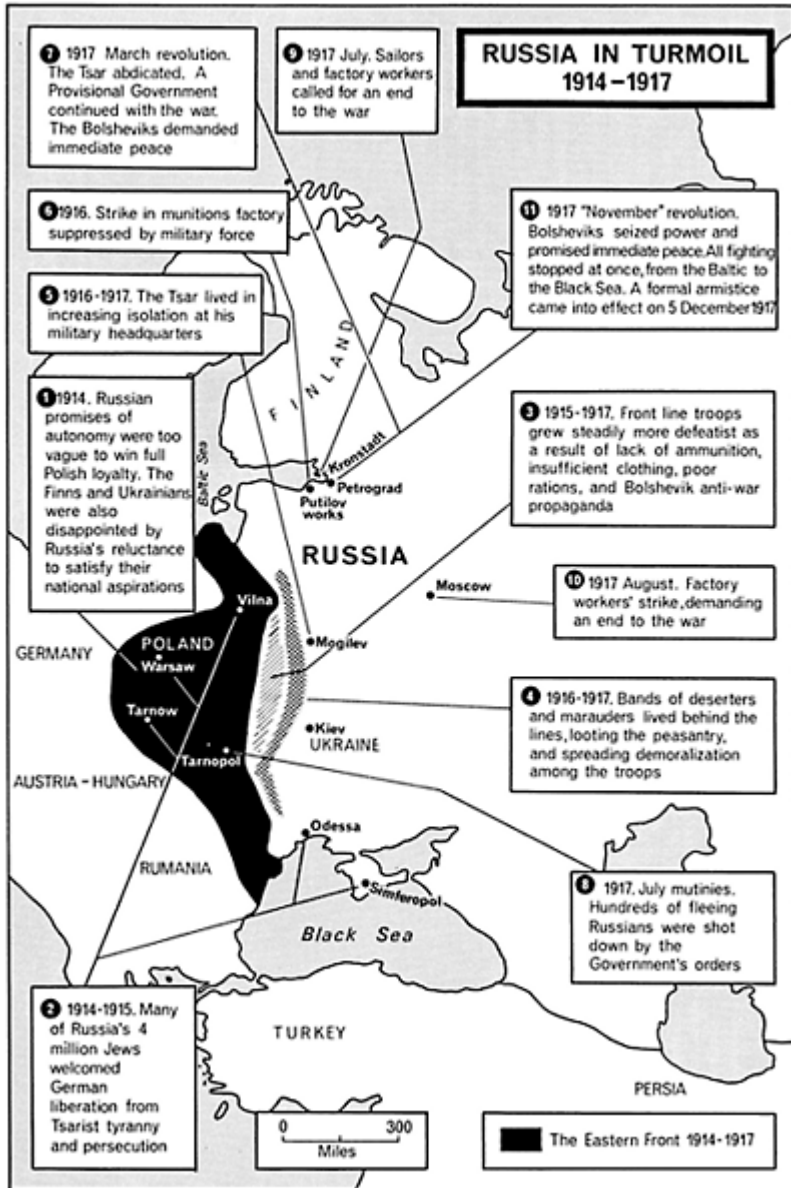 RUSSIA IN TURMOIL
1914-1917
7 1917 March revolution.
The Tsar abdicated. A
Provisional Government
continued with the war.
The Bolsheviks demanded
immediate peace
9 1917 July. Sailors
and factory workers
called for an end
to the war
6 1916. Strike in munitions factory
suppressed by military force
11 1917 "November" revolution.
Bolsheviks seized power and
promised immediate peace. All fighting
stopped at once, from the Baltic to
the Black Sea. A formal armistice
came into effect on 5 December 1917
5 1916-1917. The Tsar lived in
increasing isolation at his
military headquarters
1 1914. Russian
promises of
autonomy were too
vague to win full
Polish loyalty. The
Finns and Ukrainians
were also
disappointed by
Russia's reluctance
to satisfy their
national aspirations
3 1915-1917. Front line troops
grew steadily more defeatist as
a result of lack of ammunition,
insufficient clothing, poor
rations, and Bolshevik anti-war
propaganda
FINLAND
Baltic Sea
Kronstadt
Petrograd
Putilov
works
RUSSIA
Moscow
10 1917 August. Factory
workers' strike, demanding
an end to the war
Vilna
GERMANY
POLAND
Warsaw
Mogilev
Tarnow
4 1916-1917. Bands of deserters
and marauders lived behind the
lines, looting the peasantry,
and spreading demoralization
among the troops
Kiev
UKRAINE
Tarnopol
AUSTRIA-HUNGARY
Odessa
RUMANIA
Simferopol
8 1917. July mutinies.
Hundreds of fleeing
Russians were shot
down by the
Government's orders
Black Sea
2 1914-1915. Many
of Russia's 4
million Jews
welcomed
German
liberation from
Tsarist tyranny
and persecution
TURKEY
PERSIA
0 300
Miles
The Eastern Front 1914-1917